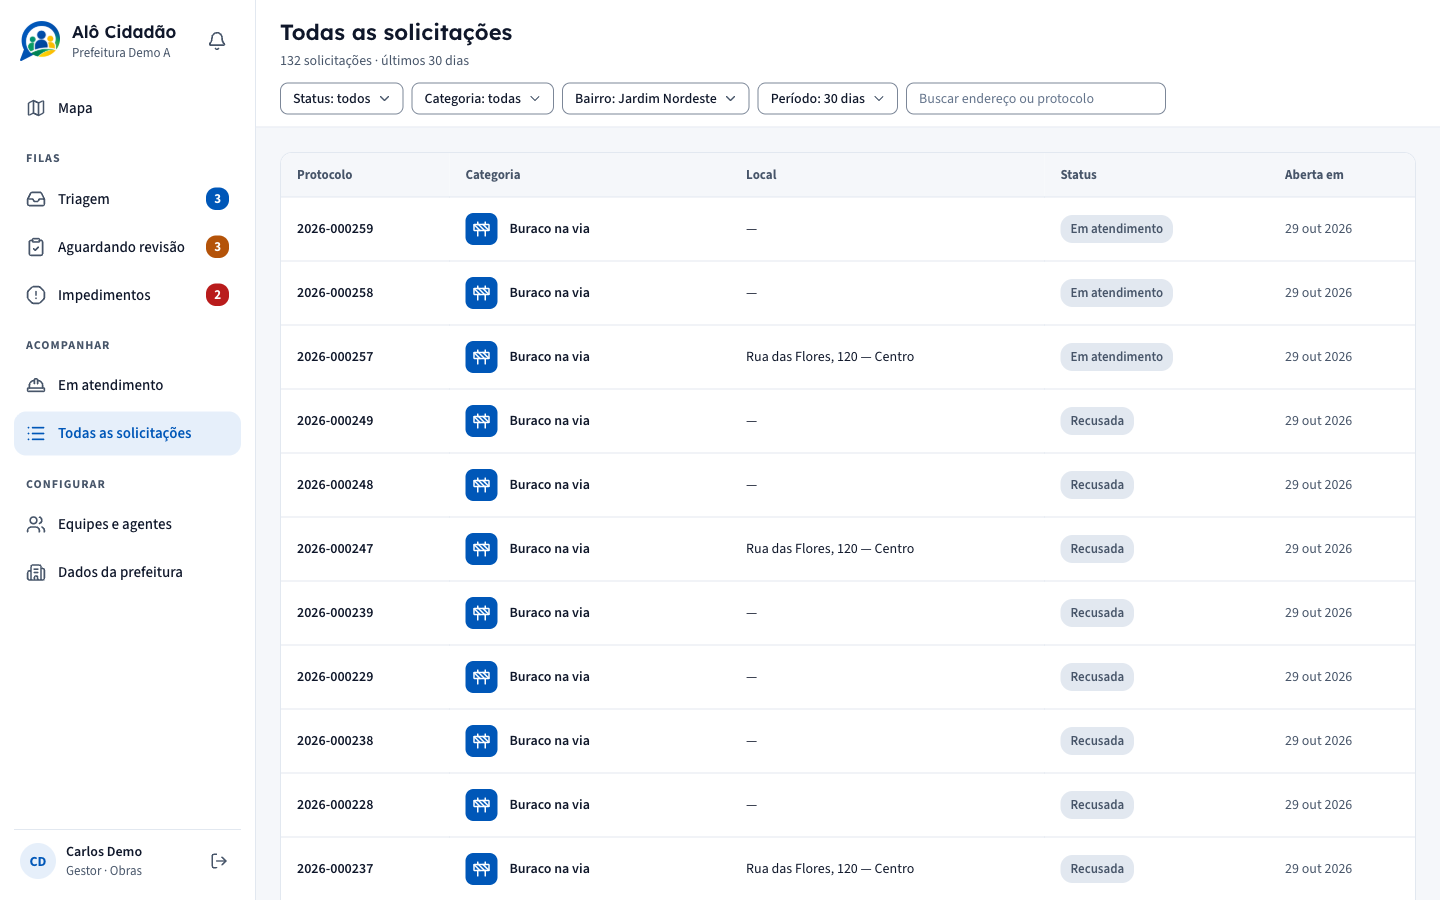 Alô Cidadão
Prefeitura Demo A
Mapa
FILAS
Triagem 3
Aguardando revisão 3
Impedimentos 2
ACOMPANHAR
Em atendimento
Todas as solicitações
CONFIGURAR
Equipes e agentes
Dados da prefeitura
CD
Carlos Demo
Gestor · Obras
Todas as solicitações
132 solicitações · últimos 30 dias
Status: todos Categoria: todas Bairro: Jardim Nordeste Período: 30 dias Buscar endereço ou protocolo
Protocolo Categoria Local Status Aberta em
2026-000259 Buraco na via — Em atendimento 29 out 2026
2026-000258 Buraco na via — Em atendimento 29 out 2026
2026-000257 Buraco na via Rua das Flores, 120 — Centro Em atendimento 29 out 2026
2026-000249 Buraco na via — Recusada 29 out 2026
2026-000248 Buraco na via — Recusada 29 out 2026
2026-000247 Buraco na via Rua das Flores, 120 — Centro Recusada 29 out 2026
2026-000239 Buraco na via — Recusada 29 out 2026
2026-000229 Buraco na via — Recusada 29 out 2026
2026-000238 Buraco na via — Recusada 29 out 2026
2026-000228 Buraco na via — Recusada 29 out 2026
2026-000237 Buraco na via Rua das Flores, 120 — Centro Recusada 29 out 2026